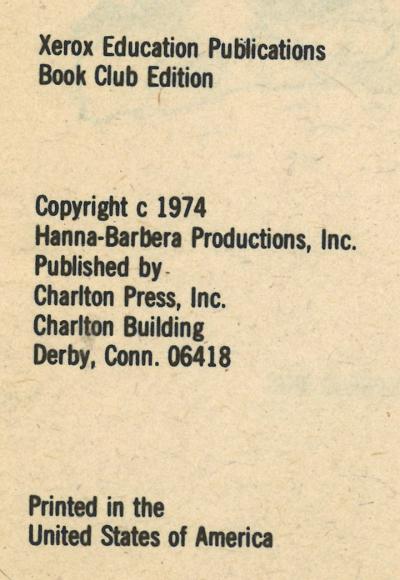 Xerox Education Publications
Book Club Edition
Copyright c 1974
Hanna-Barbera Productions, Inc.
Published by
Charlton Press, Inc.
Charlton Building
Derby, Conn. 06418
Printed in the
United States of America